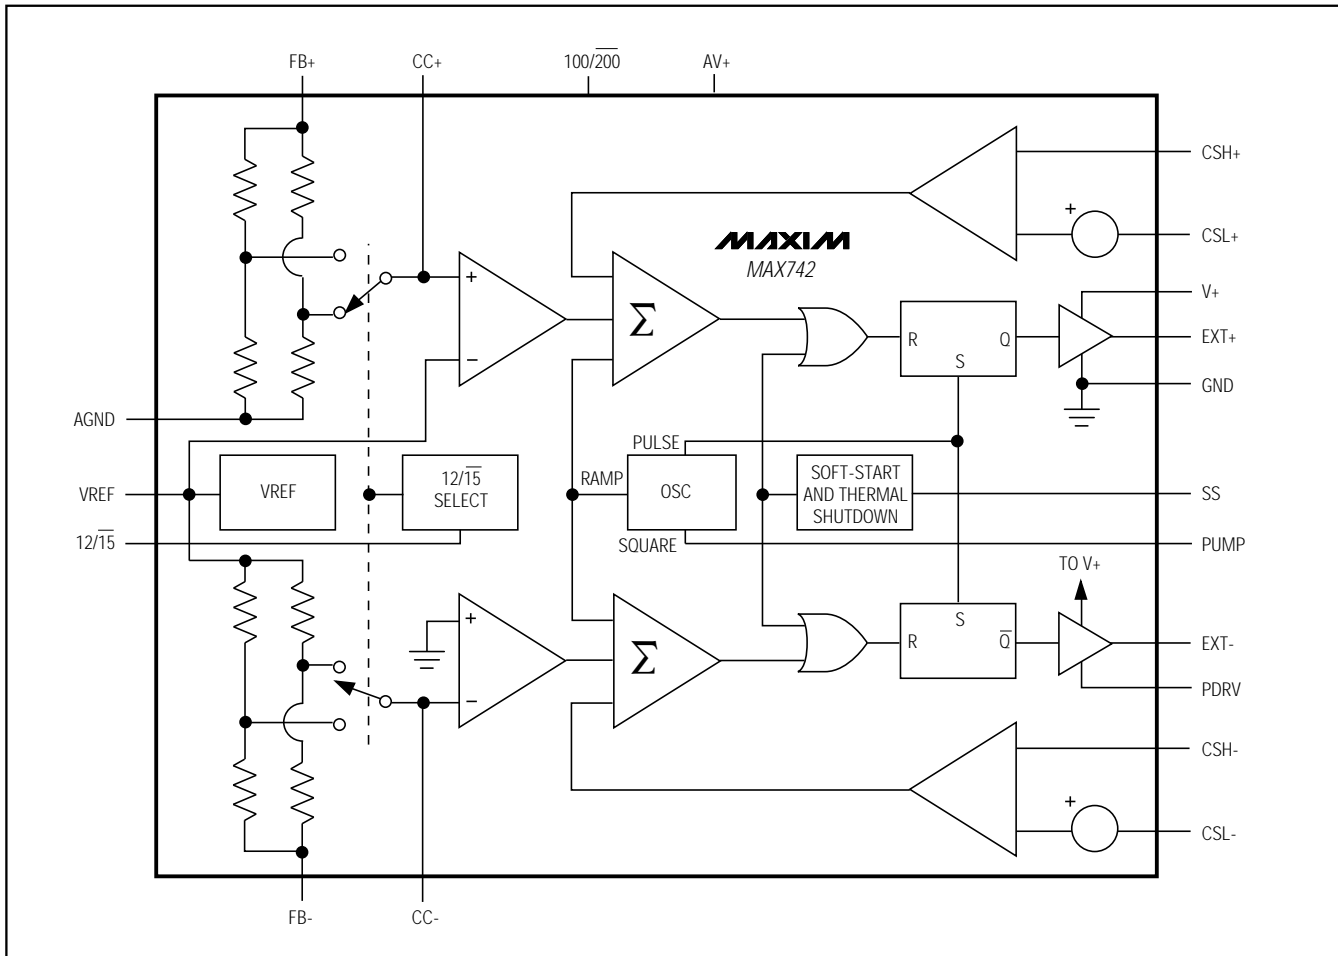 FB+ CC+ 100/200 AV+
CSH+
+
CSL+
MAXIM
MAX742
V+
+
Σ
R Q
S
EXT+
−
GND
AGND
PULSE
VREF
VREF
12/15
SELECT
RAMP
OSC
SOFT-START
AND THERMAL
SHUTDOWN
SS
12/15
SQUARE
PUMP
TO V+
+
Σ
S
R Q
EXT-
−
PDRV
CSH-
+
CSL-
FB- CC-